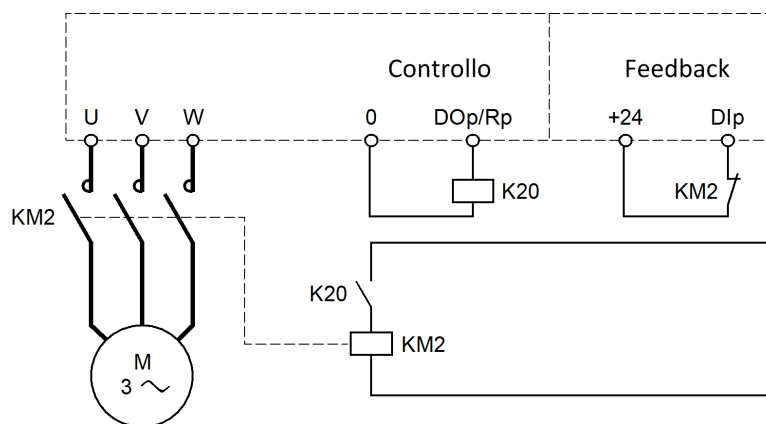 Controllo Feedback
U V W 0 DOp/Rp +24 DIp
K20 KM2
KM2
K20
KM2
M
3